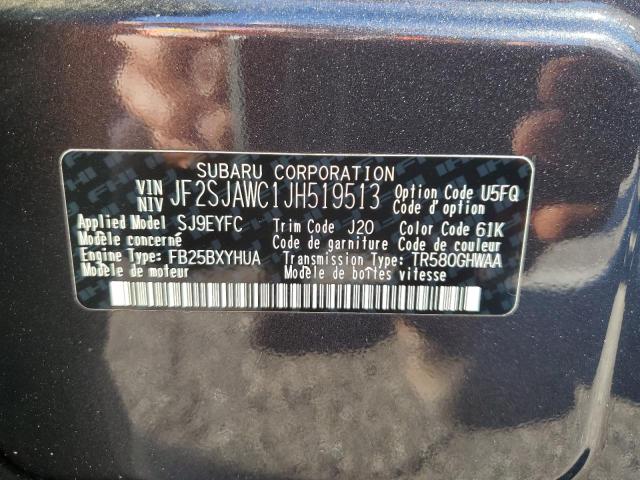 SUBARU CORPORATION
VIN NIV JF2SJAWC1JH519513 Option Code U5FQ
Code d'option
Applied Model SJ9EYFC Trim Code J20 Color Code 61K
Modèle concerné Code de garniture Code couleur
Engine Type: FB25BXYHUA Transmission Type: TR580GHWAA
Modèle de moteur Modèle de boîtes vitesse